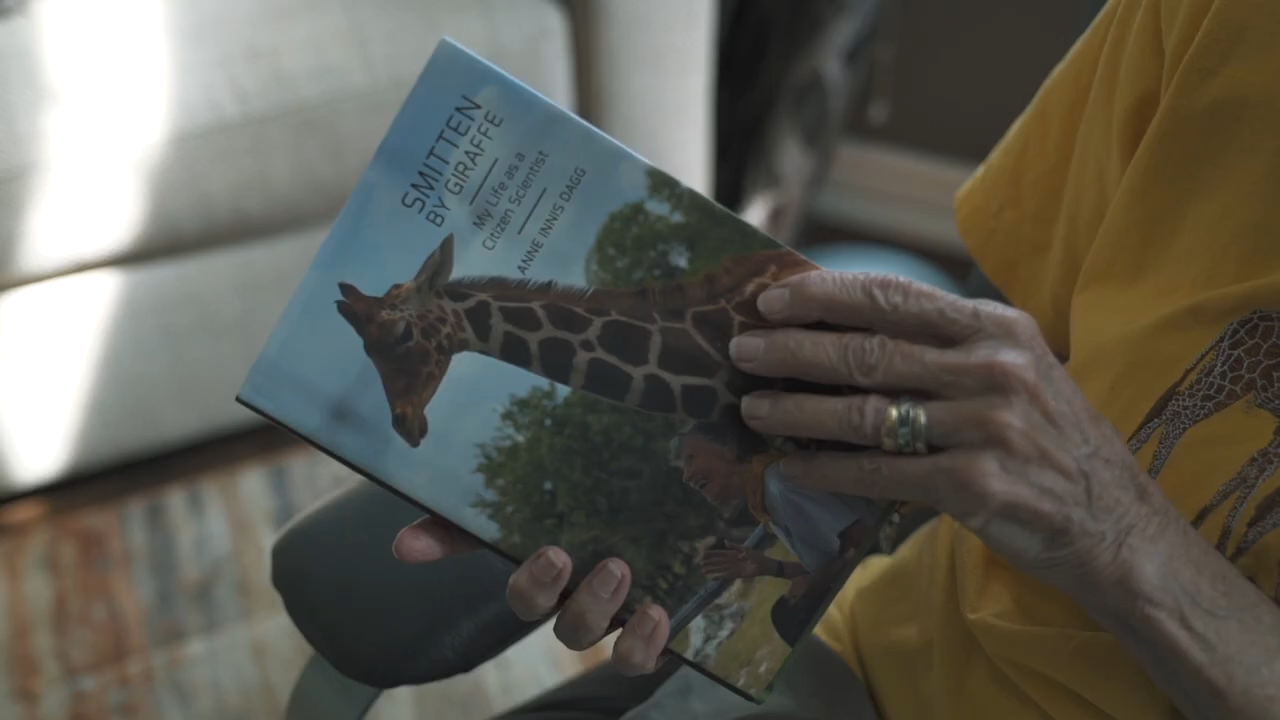 SMITTEN
BY GIRAFFE
My Life as a
Citizen Scientist
ANNE INNIS DAGG